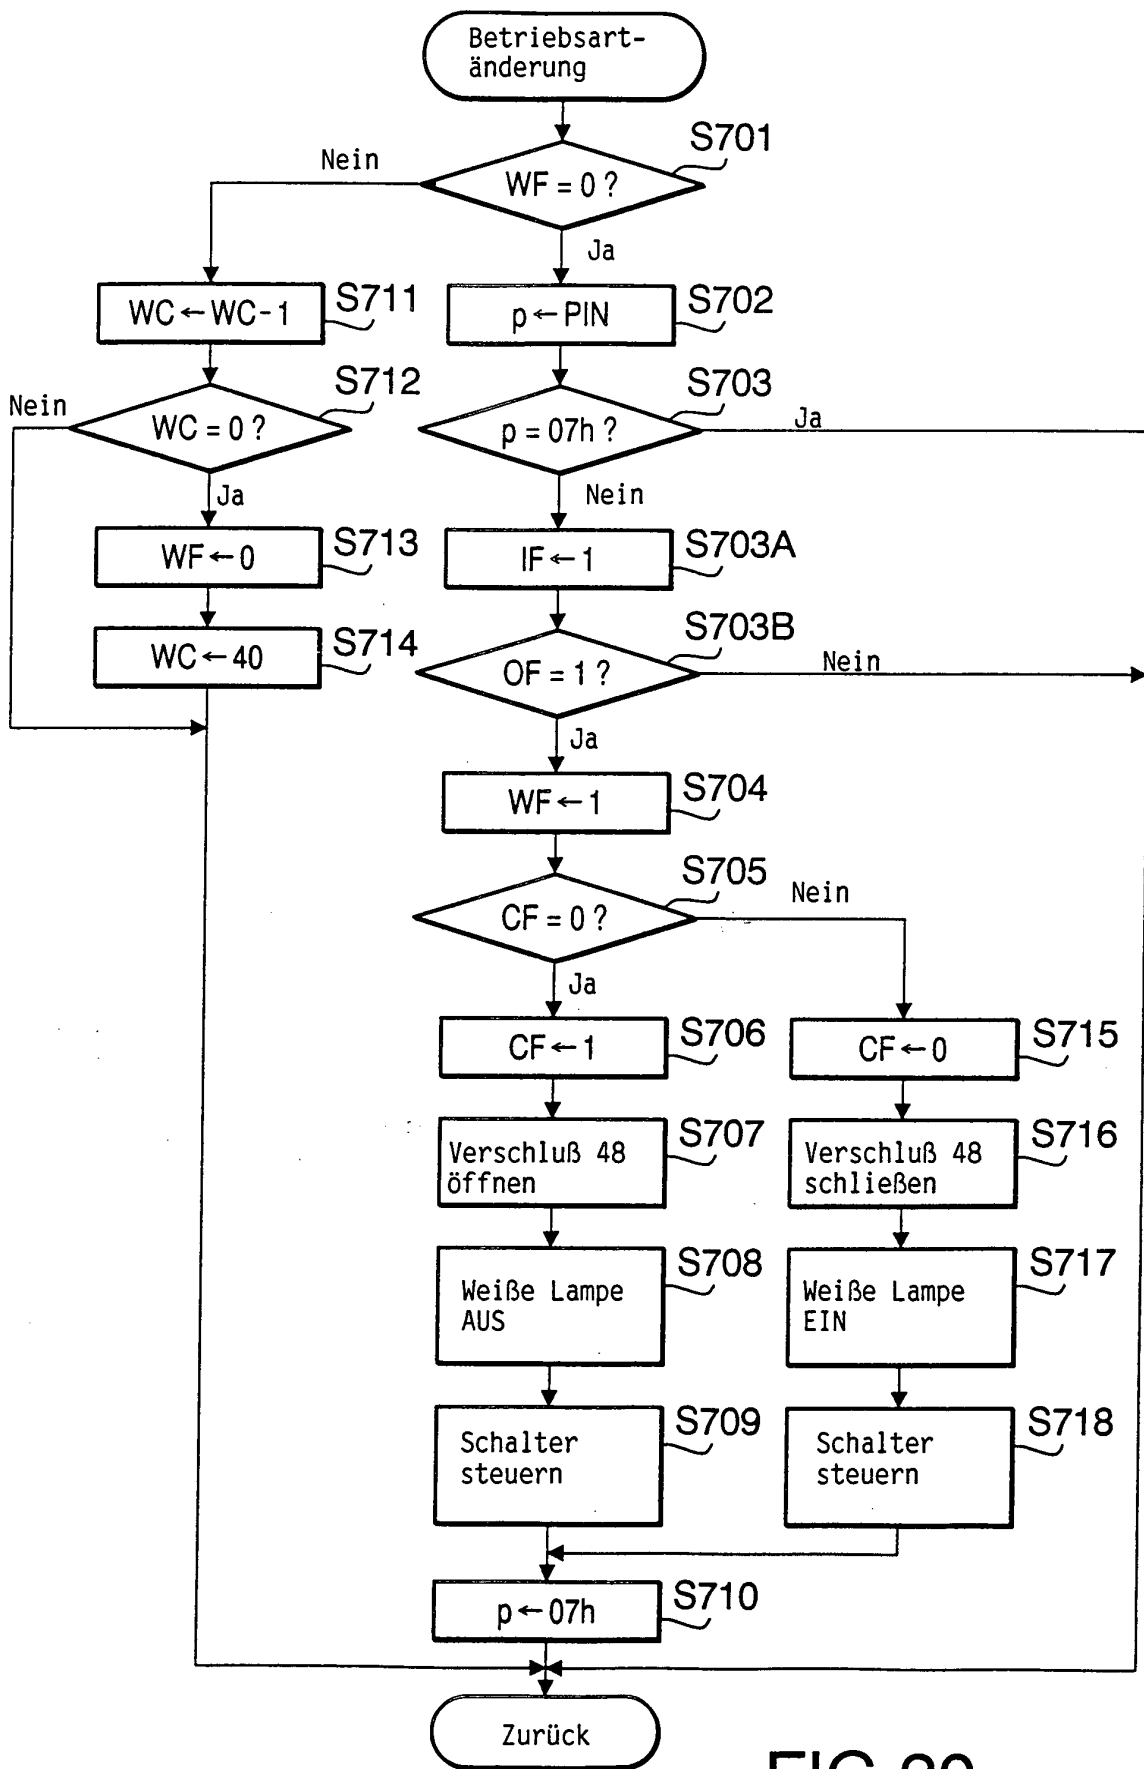 Betriebsart-
änderung
S701
Nein
WF = 0 ?
Ja
S711
WC ← WC - 1
S702
p ← PIN
S712
Nein
WC = 0 ?
Ja
S703
p = 07h ?
Ja
Nein
S713
WF ← 0
S703A
IF ← 1
S714
WC ← 40
S703B
OF = 1 ?
Nein
Ja
S704
WF ← 1
S705
CF = 0 ?
Nein
Ja
S706
CF ← 1
S715
CF ← 0
S707
Verschluß 48
öffnen
S716
Verschluß 48
schließen
S708
Weiße Lampe
AUS
S717
Weiße Lampe
EIN
S709
Schalter
steuern
S718
Schalter
steuern
S710
p ← 07h
Zurück